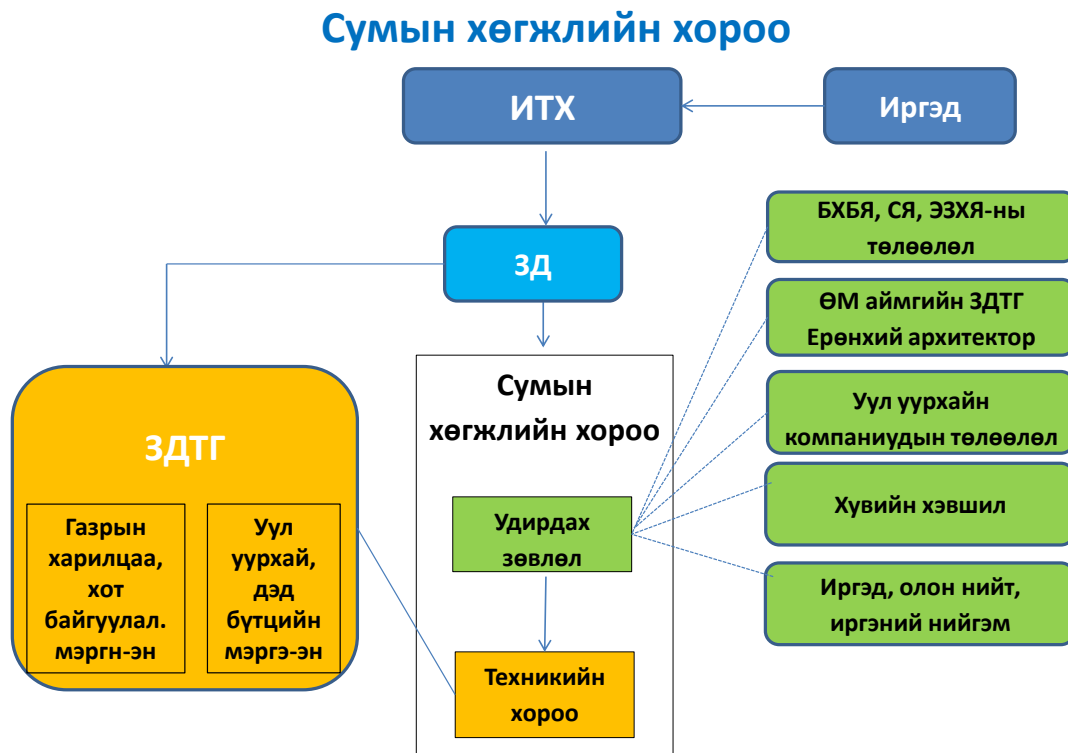 Сумын хөгжлийн хороо
ИТХ
Иргэд
БХБЯ, СЯ, ЭЗХЯ-ны
төлөөлөл
ЗД
ӨМ аймгийн ЗДТГ
Ерөнхий архитектор
Сумын
хөгжлийн хороо
Уул уурхайн
компаниудын төлөөлөл
ЗДТГ
Хувийн хэвшил
Газрын
харилцаа,
хот
байгуулал.
мэргн-эн
Уул
уурхай,
дэд
бүтцийн
мэргэ-эн
Удирдах
зөвлөл
Иргэд, олон нийт,
иргэний нийгэм
Техникийн
хороо